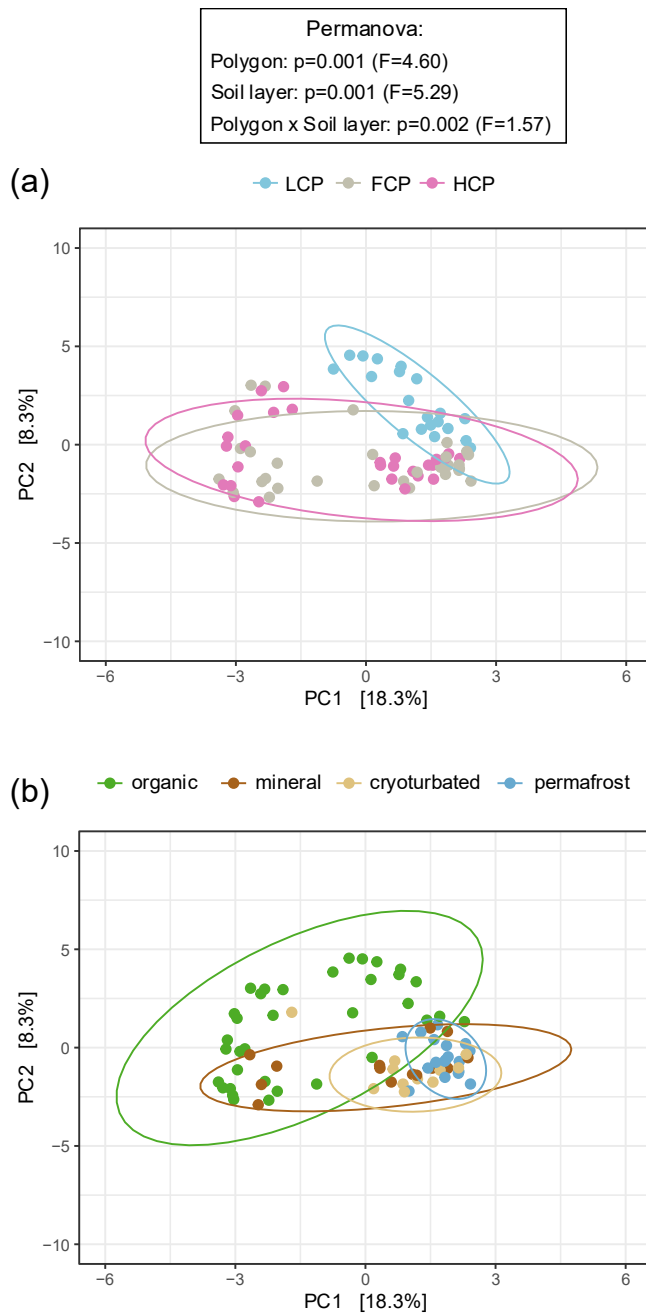 Permanova:
Polygon: p=0.001 (F=4.60)
Soil layer: p=0.001 (F=5.29)
Polygon x Soil layer: p=0.002 (F=1.57)
(a)
LCP FCP HCP
10
5
0
−5
−10
PC2 [8.3%]
−6 −3 0 3 6
PC1 [18.3%]
(b)
organic mineral cryoturbated permafrost
10
5
0
−5
−10
PC2 [8.3%]
−6 −3 0 3 6
PC1 [18.3%]